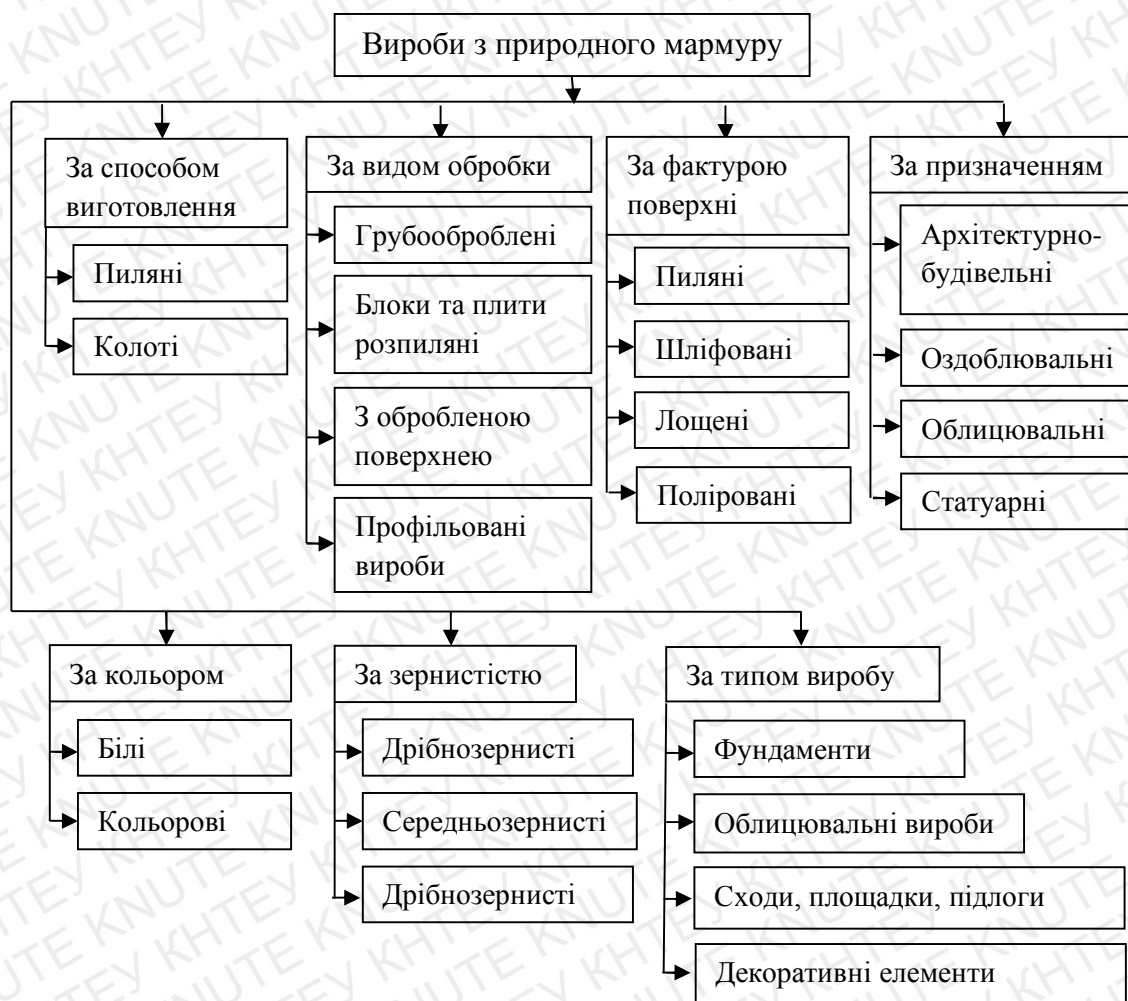 Вироби з природного мармуру
За способом
виготовлення
Пиляні
Колоті
За видом обробки
Грубооброблені
Блоки та плити
розпиляні
З обробленою
поверхнею
Профільовані
вироби
За фактурою
поверхні
Пиляні
Шліфовані
Лощені
Поліровані
За призначенням
Архітектурно-
будівельні
Оздоблювальні
Облицювальні
Статуарні
За кольором
Білі
Кольорові
За зернистістю
Дрібнозернисті
Середньозернисті
Дрібнозернисті
За типом виробу
Фундаменти
Облицювальні вироби
Сходи, площадки, підлоги
Декоративні елементи
КНТЕУ KNUTE